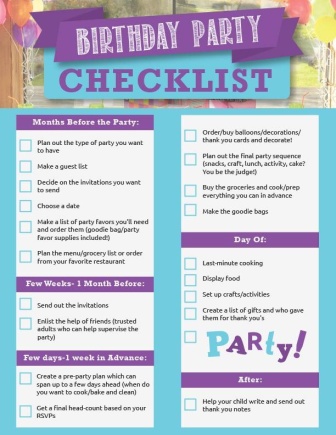 BIRTHDAY PARTY
CHECKLIST
Months Before the Party:
Plan out the type of party you
want to have
Make a guest list
Decide on the invitations you want
to send
Choose a date
Make a list of party favors you'll need
and order them (goodie bag/party
favor supplies included!)
Plan the menu/grocery list or order
from your favorite restaurant
Few Weeks- 1 Month Before:
Send out the invitations
Enlist the help of friends (trusted
adults who can help supervise the
party)
Few days-1 week in Advance:
Create a pre-party plan which
can span up to a few days ahead (when do
you want to cook/bake and clean)
Get a final head-count based on your
RSVPs
Order/buy balloons/decorations/
thank you cards and decorate!
Plan out the final party sequence
(snacks, craft, lunch, activity, cake?
You be the judge!)
Buy the groceries and cook/prep
everything you can in advance
Make the goodie bags
Day Of:
Last-minute cooking
Display food
Set up crafts/activities
Create a list of gifts and who gave
them for thank you's
PARTy!
After:
Help your child write and send out
thank you notes